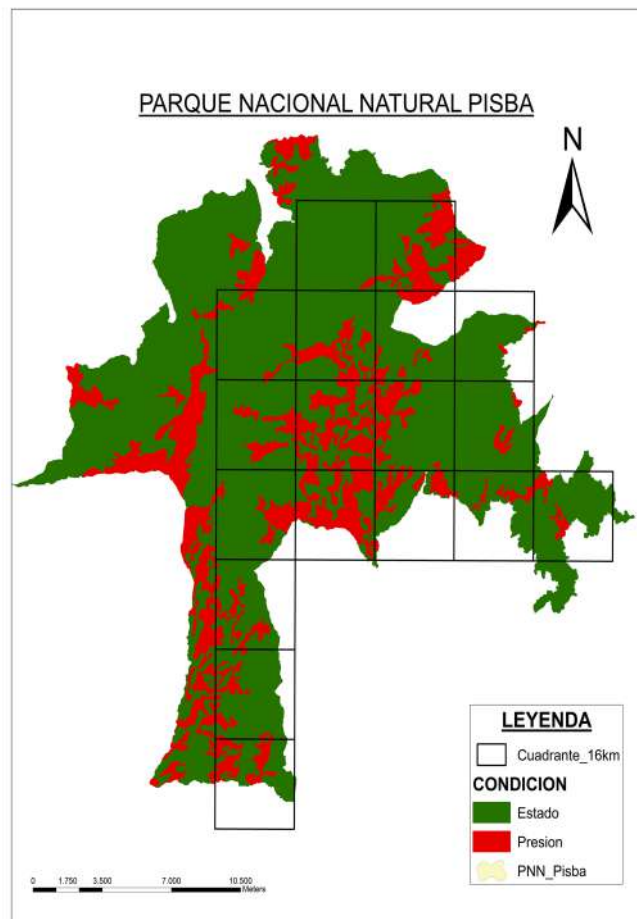 PARQUE NACIONAL NATURAL PISBA
N
LEYENDA
Cuadrante_16km
CONDICION
Estado
Presion
PNN_Pisba
0 1.750 3.500 7.000 10.500
Meters